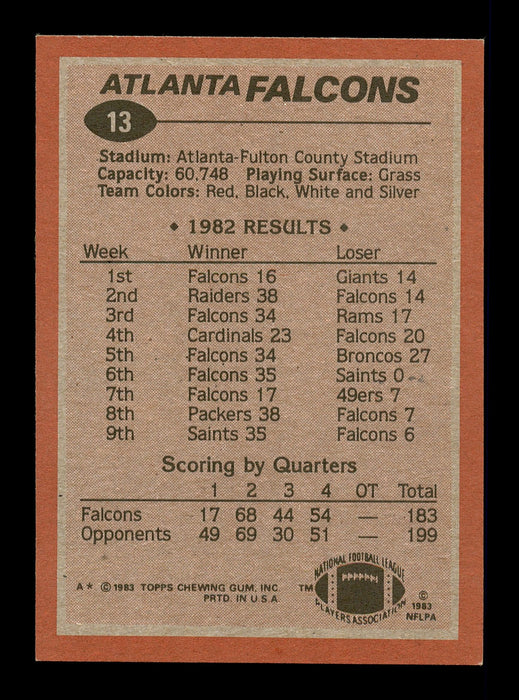 ATLANTA FALCONS
13
Stadium: Atlanta-Fulton County Stadium
Capacity: 60,748 Playing Surface: Grass
Team Colors: Red, Black, White and Silver
◆ 1982 RESULTS ◆
Week Winner Loser
1st Falcons 16 Giants 14
2nd Raiders 38 Falcons 14
3rd Falcons 34 Rams 17
4th Cardinals 23 Falcons 20
5th Falcons 34 Broncos 27
6th Falcons 35 Saints 0
7th Falcons 17 49ers 7
8th Packers 38 Falcons 7
9th Saints 35 Falcons 6
Scoring by Quarters
1 2 3 4 OT Total
Falcons 17 68 44 54 — 183
Opponents 49 69 30 51 — 199
A* © 1983 TOPPS CHEWING GUM, INC.
PRTD. IN U.S.A.
™
NATIONAL FOOTBALL LEAGUE
PLAYERS ASSOCIATION
©
1983
NFLPA